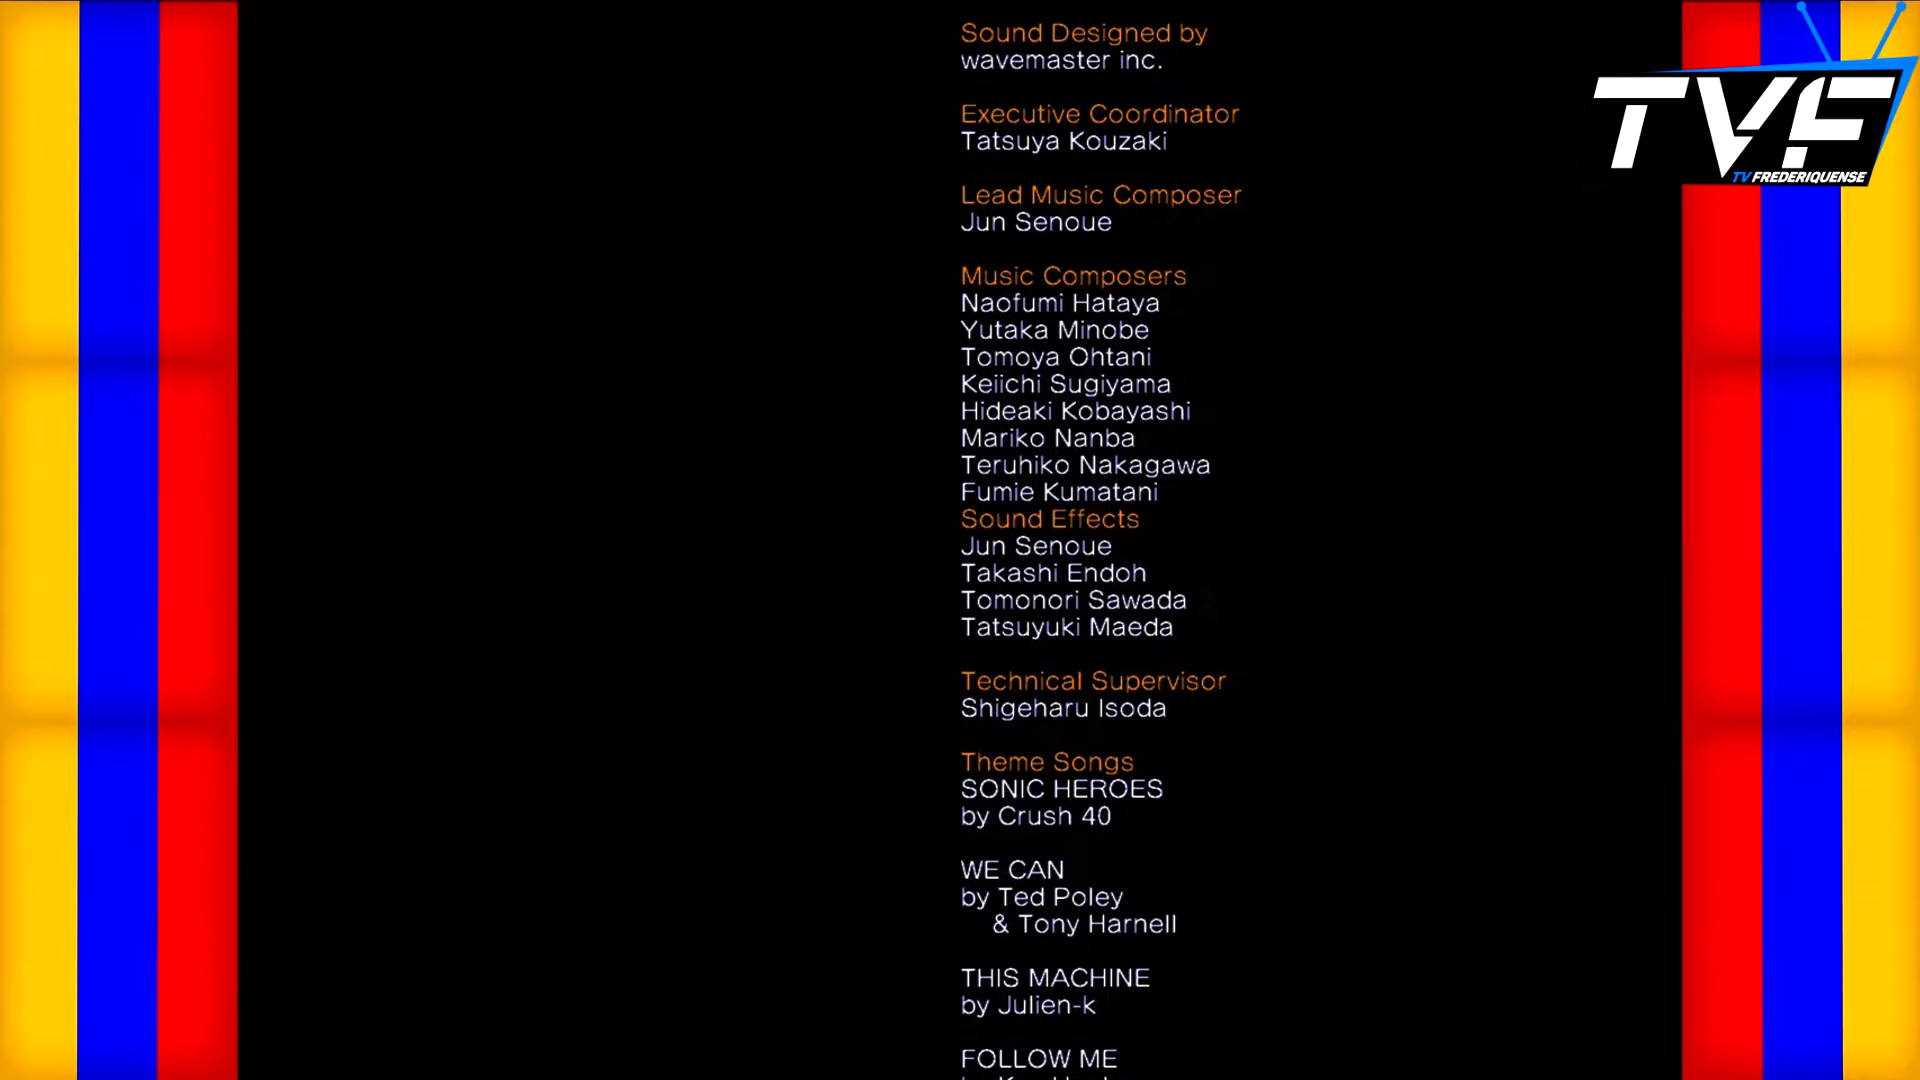 Sound Designed by
wavemaster inc.
Executive Coordinator
Tatsuya Kouzaki
Lead Music Composer
Jun Senoue
Music Composers
Naofumi Hataya
Yutaka Minobe
Tomoya Ohtani
Keiichi Sugiyama
Hideaki Kobayashi
Mariko Nanba
Teruhiko Nakagawa
Fumie Kumatani
Sound Effects
Jun Senoue
Takashi Endoh
Tomonori Sawada
Tatsuyuki Maeda
Technical Supervisor
Shigeharu Isoda
Theme Songs
SONIC HEROES
by Crush 40
WE CAN
by Ted Poley
& Tony Harnell
THIS MACHINE
by Julien-k
FOLLOW ME
TVF
TV FREDERIQUENSE